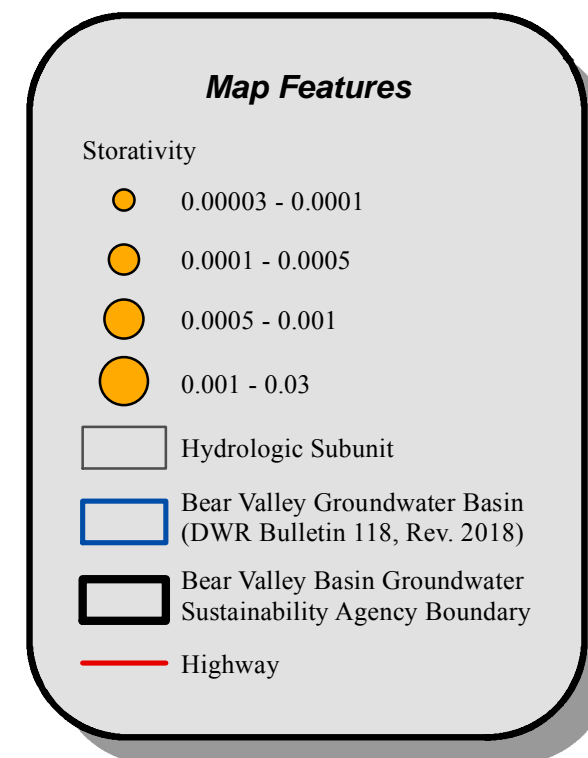 Map Features
Storativity
0.00003 - 0.0001
0.0001 - 0.0005
0.0005 - 0.001
0.001 - 0.03
Hydrologic Subunit
Bear Valley Groundwater Basin
(DWR Bulletin 118, Rev. 2018)
Bear Valley Basin Groundwater
Sustainability Agency Boundary
Highway